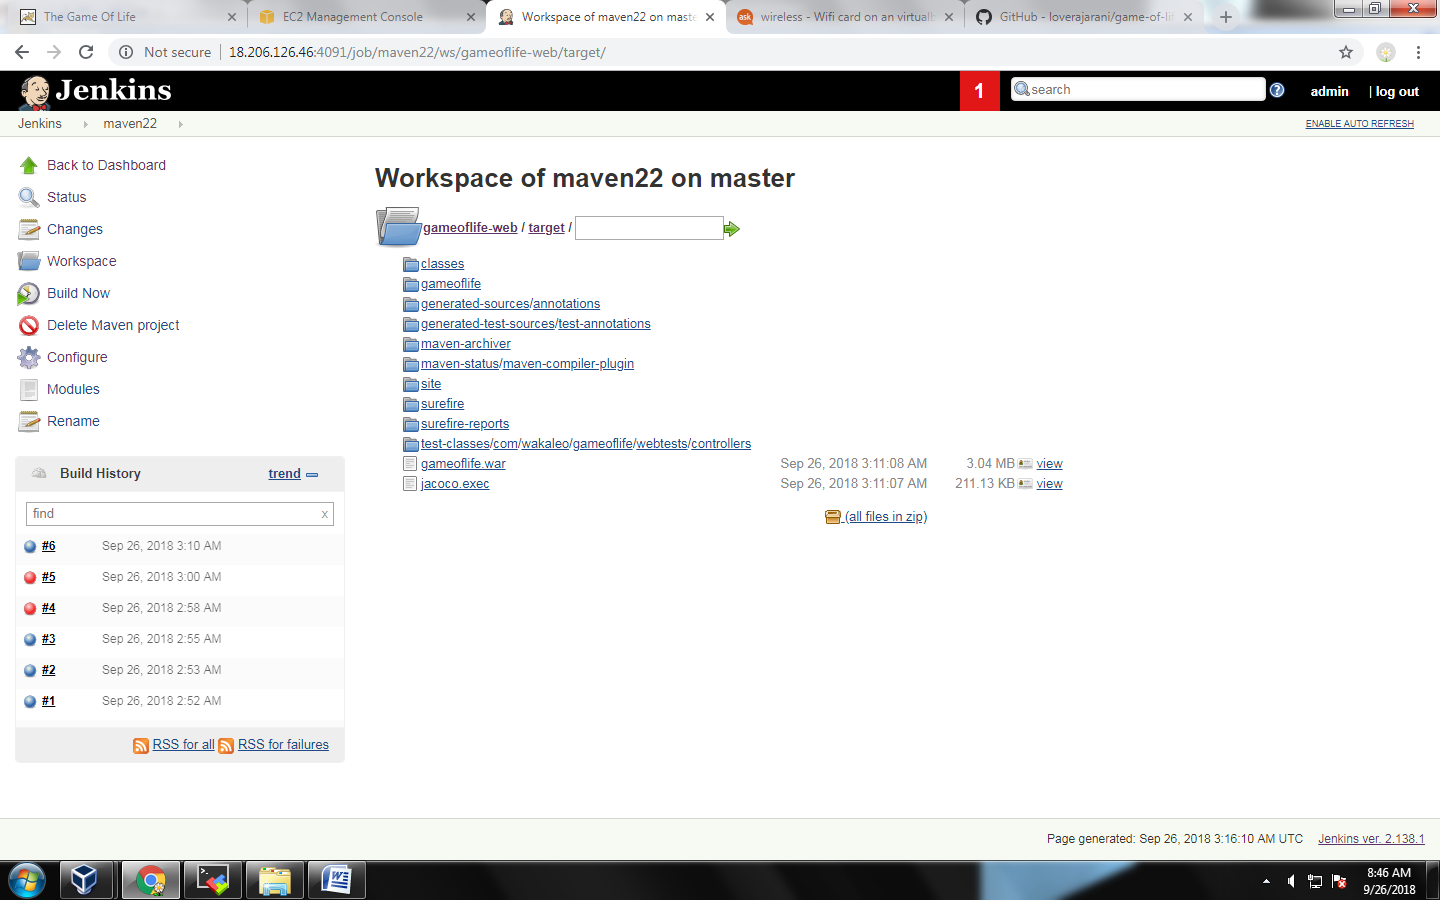 The Game Of Life
EC2 Management Console
Workspace of maven22 on maste
ask wireless - Wifi card on an virtuall
GitHub - loverajarani/game-of-li
Not secure | 18.206.126.46:4091/job/maven22/ws/gameoflife-web/target/
Jenkins
1
search
admin
| log out
Jenkins
maven22
ENABLE AUTO REFRESH
Back to Dashboard
Status
Changes
Workspace
Build Now
Delete Maven project
Configure
Modules
Rename
Build History
trend
find
x
#6 Sep 26, 2018 3:10 AM
#5 Sep 26, 2018 3:00 AM
#4 Sep 26, 2018 2:58 AM
#3 Sep 26, 2018 2:55 AM
#2 Sep 26, 2018 2:53 AM
#1 Sep 26, 2018 2:52 AM
RSS for all RSS for failures
Workspace of maven22 on master
gameoflife-web / target /
classes
gameoflife
generated-sources/annotations
generated-test-sources/test-annotations
maven-archiver
maven-status/maven-compiler-plugin
site
surefire
surefire-reports
test-classes/com/wakaleo/gameoflife/webtests/controllers
gameoflife.war Sep 26, 2018 3:11:08 AM 3.04 MB view
jacoco.exec Sep 26, 2018 3:11:07 AM 211.13 KB view
(all files in zip)
Page generated: Sep 26, 2018 3:16:10 AM UTC Jenkins ver. 2.138.1
8:46 AM
9/26/2018